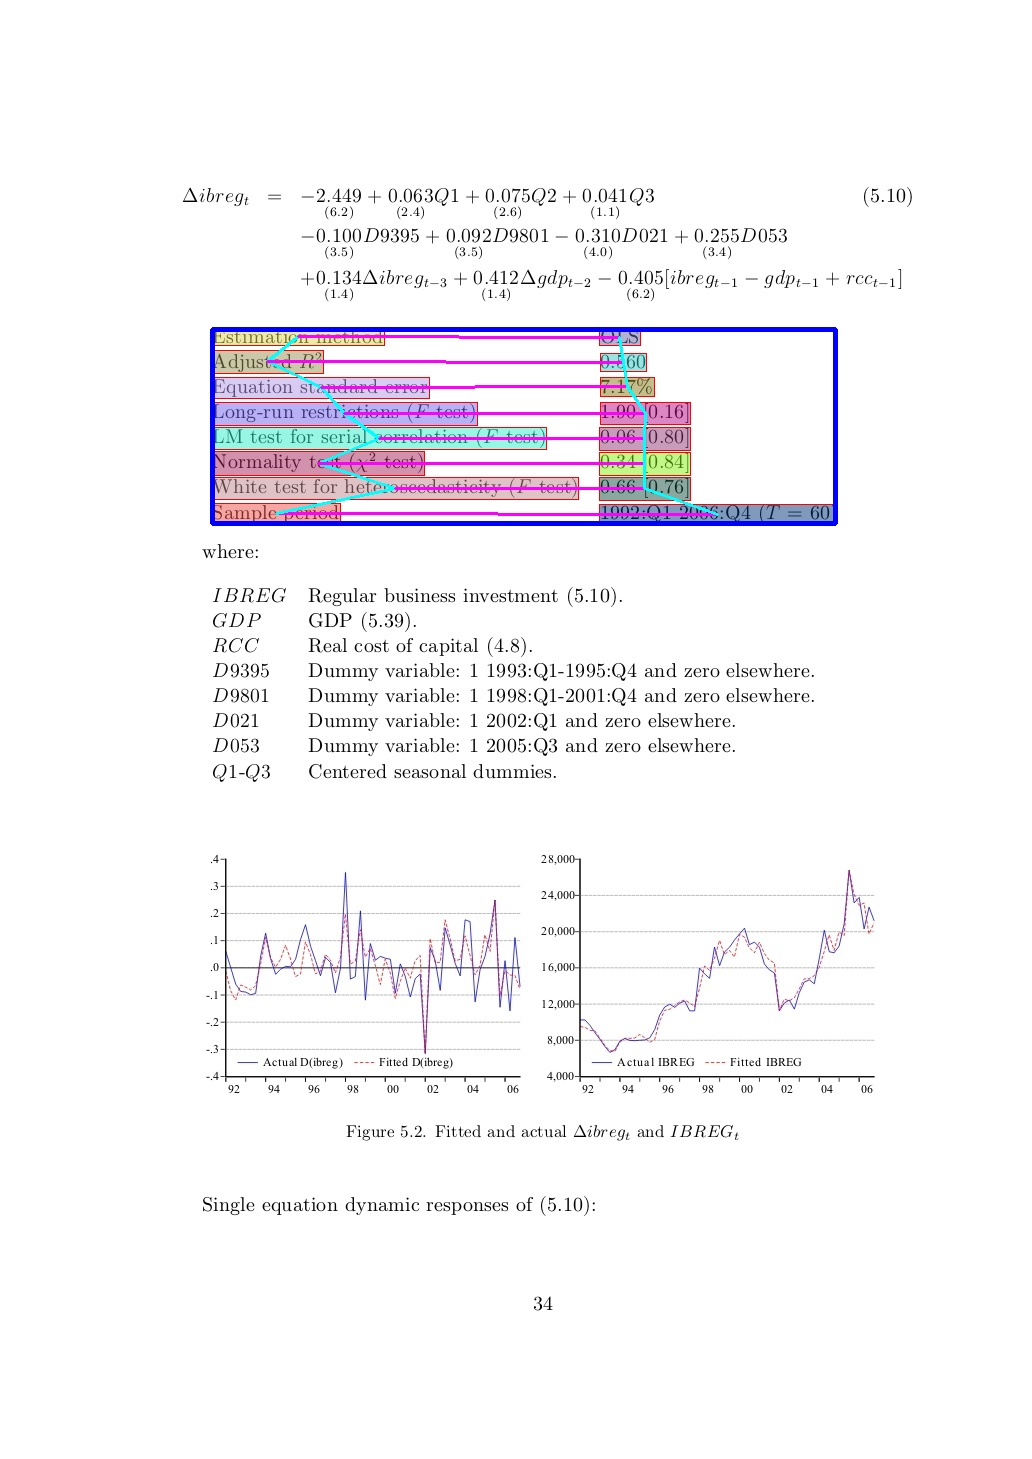 Δibreg_t = −2.449 + 0.063Q1 + 0.075Q2 + 0.041Q3 (5.10)
(6.2) (2.4) (2.6) (1.1)
−0.100D9395 + 0.092D9801 − 0.310D021 + 0.255D053
(3.5) (3.5) (4.0) (3.4)
+0.134Δibreg_{t−3} + 0.412Δgdp_{t−2} − 0.405[ibreg_{t−1} − gdp_{t−1} + rcc_{t−1}]
(1.4) (1.4) (6.2)
Estimation method OLS
Adjusted R² 0.560
Equation standard error 7.17%
Long-run restrictions (F test) 1.90 [0.16]
LM test for serial correlation (F test) 0.06 [0.80]
Normality test (χ² test) 0.34 [0.84]
White test for heteroscedasticity (F test) 0.66 [0.76]
Sample period 1992:Q1-2006:Q4 (T = 60
where:
IBREG Regular business investment (5.10).
GDP GDP (5.39).
RCC Real cost of capital (4.8).
D9395 Dummy variable: 1 1993:Q1-1995:Q4 and zero elsewhere.
D9801 Dummy variable: 1 1998:Q1-2001:Q4 and zero elsewhere.
D021 Dummy variable: 1 2002:Q1 and zero elsewhere.
D053 Dummy variable: 1 2005:Q3 and zero elsewhere.
Q1-Q3 Centered seasonal dummies.
.4
.3
.2
.1
.0
-.1
-.2
-.3
-.4
Actual D(ibreg) Fitted D(ibreg)
92 94 96 98 00 02 04 06
28,000
24,000
20,000
16,000
12,000
8,000
4,000
Actual IBREG Fitted IBREG
92 94 96 98 00 02 04 06
Figure 5.2. Fitted and actual Δibreg_t and IBREG_t
Single equation dynamic responses of (5.10):
34